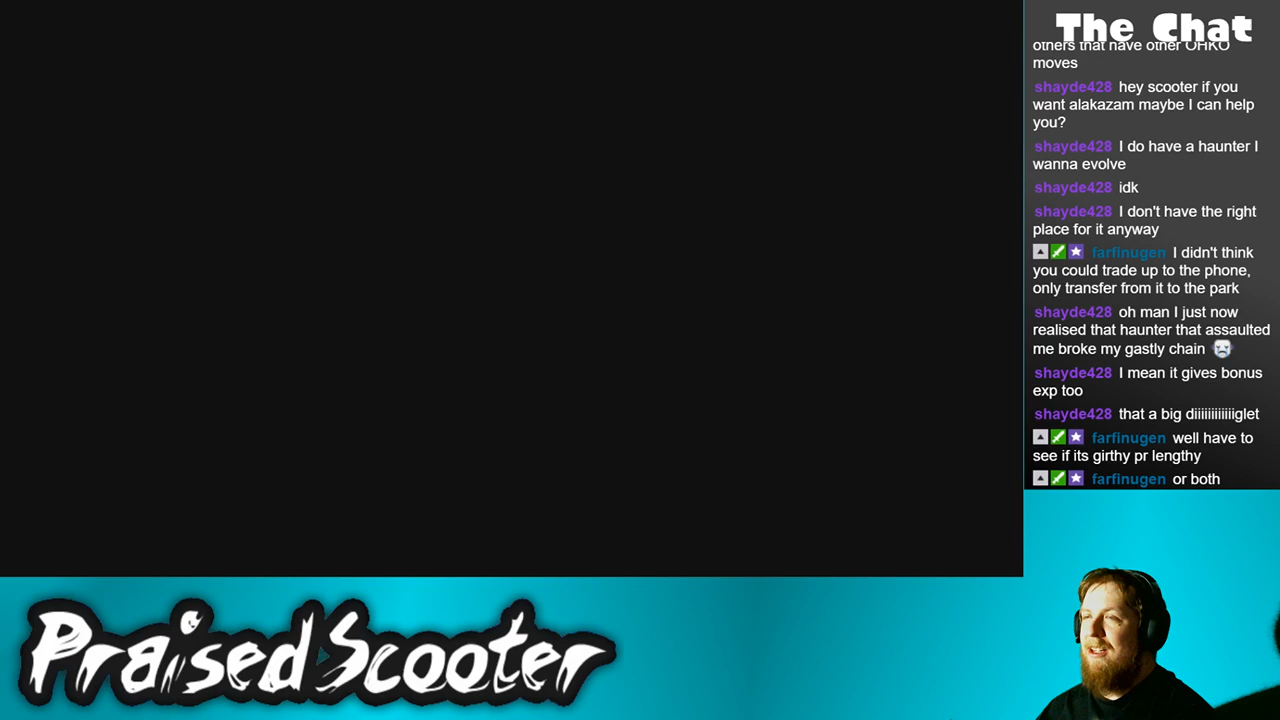 The Chat
others that have other OHKO
moves
shayde428 hey scooter if you
want alakazam maybe I can help
you?
shayde428 I do have a haunter I
wanna evolve
shayde428 idk
shayde428 I don't have the right
place for it anyway
farfinugen I didn't think
you could trade up to the phone,
only transfer from it to the park
shayde428 oh man I just now
realised that haunter that assaulted
me broke my gastly chain
shayde428 I mean it gives bonus
exp too
shayde428 that a big diiiiiiiiiiiiglet
farfinugen well have to
see if its girthy pr lengthy
farfinugen or both
PraisedScooter